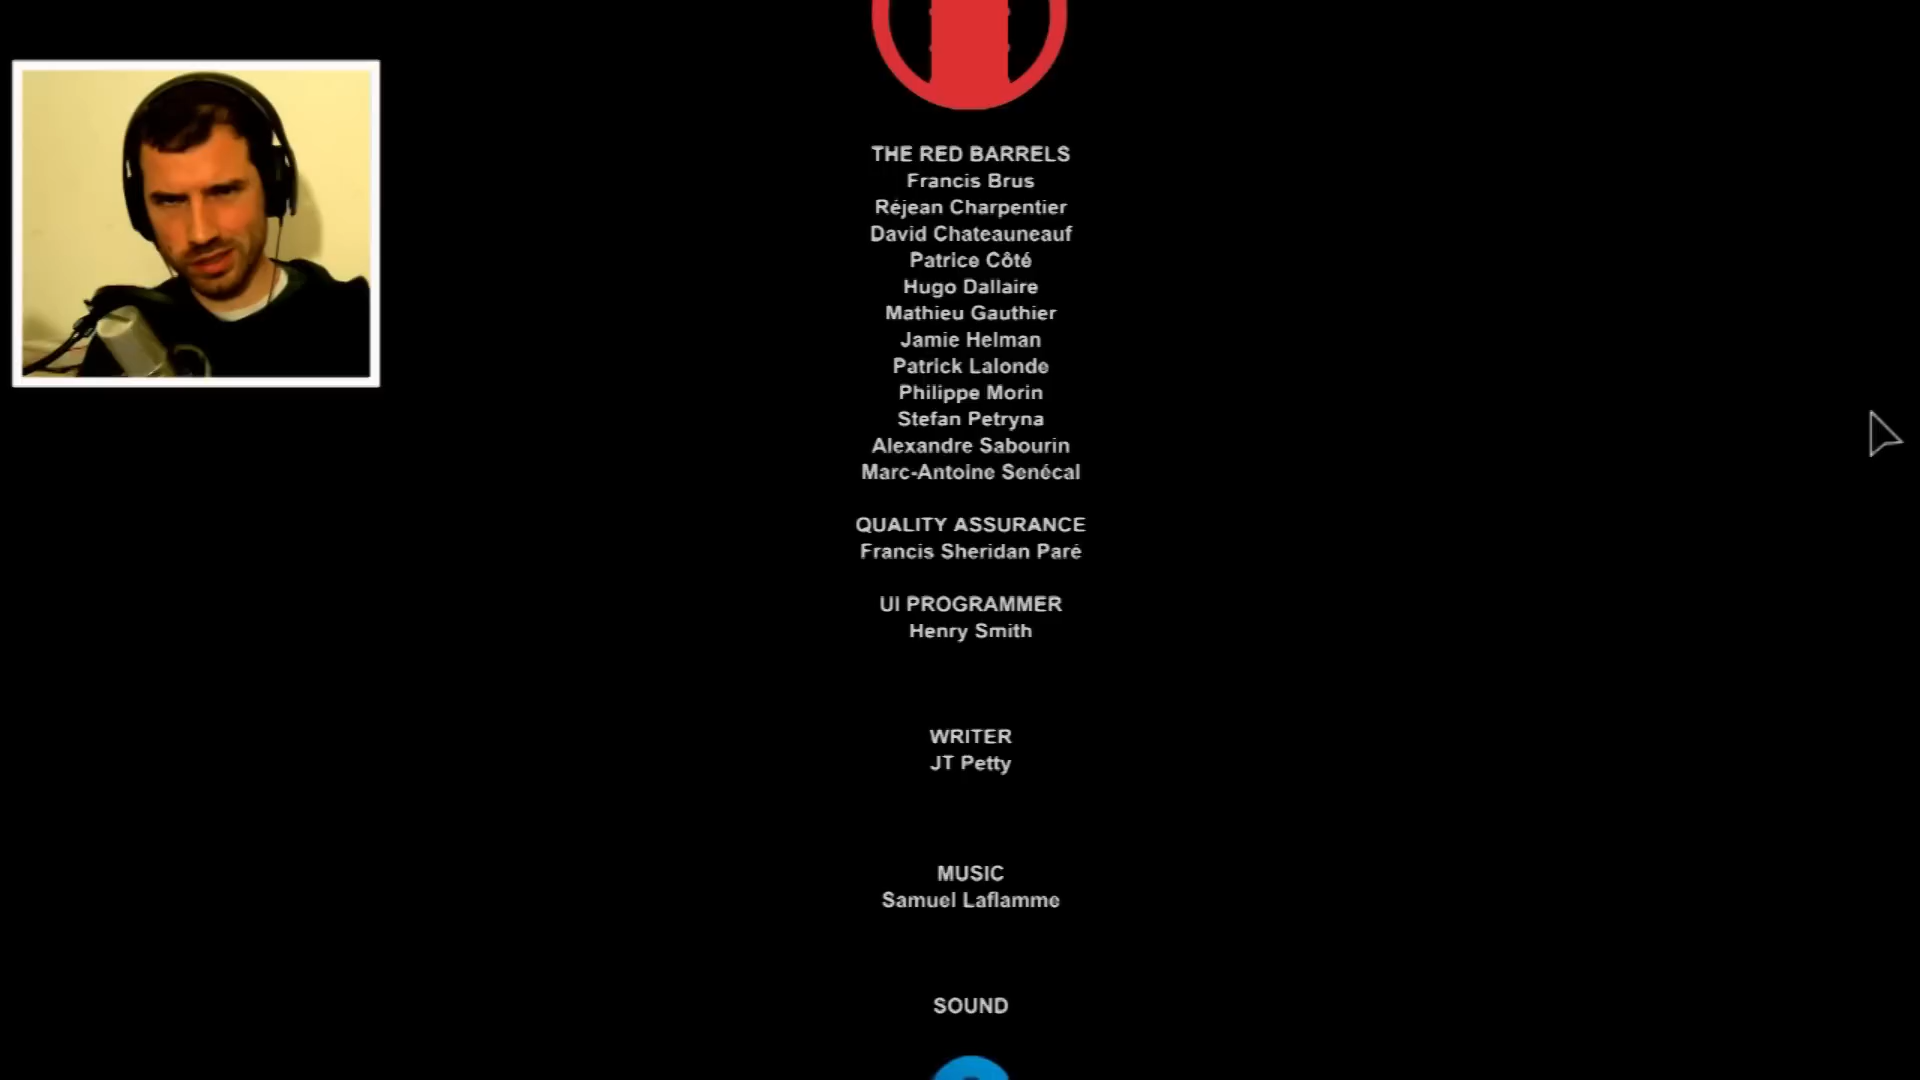 THE RED BARRELS
Francis Brus
Réjean Charpentier
David Chateauneuf
Patrice Côté
Hugo Dallaire
Mathieu Gauthier
Jamie Helman
Patrick Lalonde
Philippe Morin
Stefan Petryna
Alexandre Sabourin
Marc-Antoine Senécal
QUALITY ASSURANCE
Francis Sheridan Paré
UI PROGRAMMER
Henry Smith
WRITER
JT Petty
MUSIC
Samuel Laflamme
SOUND